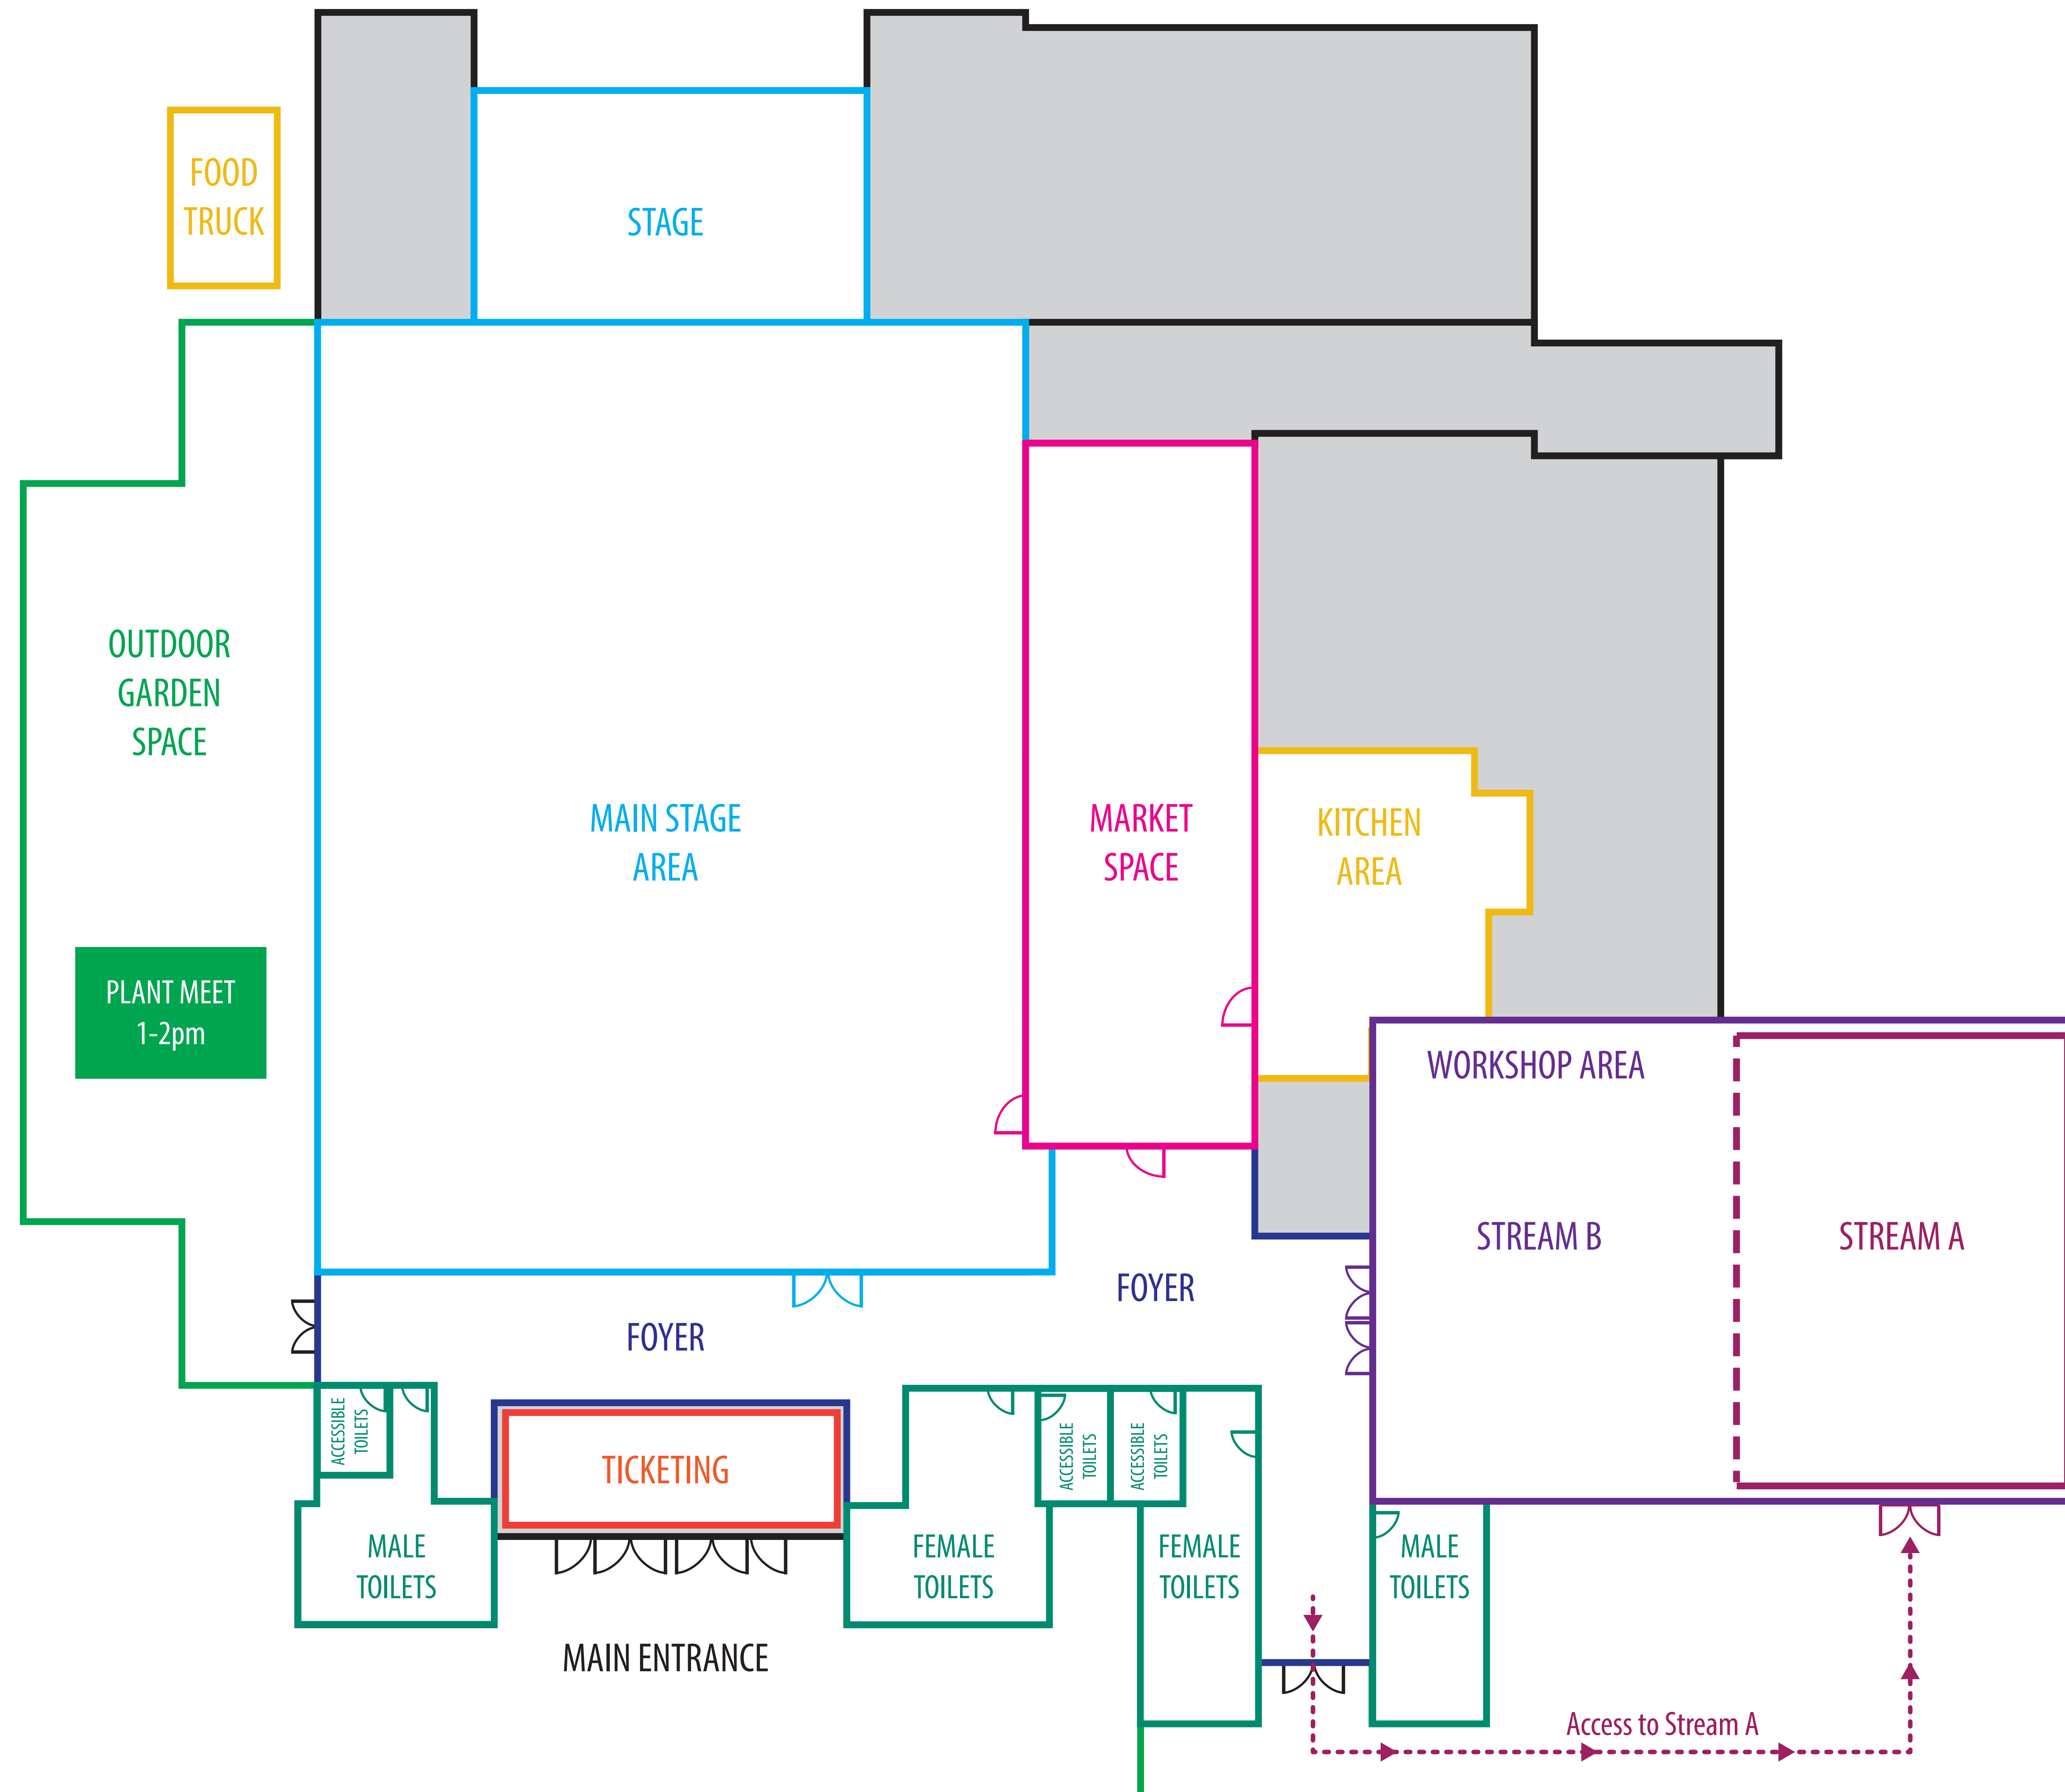 FOOD
TRUCK
STAGE
OUTDOOR
GARDEN
SPACE
MAIN STAGE
AREA
MARKET
SPACE
KITCHEN
AREA
PLANT MEET
1-2pm
WORKSHOP AREA
STREAM B
STREAM A
FOYER
FOYER
ACCESSIBLE
TOILETS
TICKETING
ACCESSIBLE
TOILETS
ACCESSIBLE
TOILETS
MALE
TOILETS
FEMALE
TOILETS
FEMALE
TOILETS
MALE
TOILETS
MAIN ENTRANCE
Access to Stream A